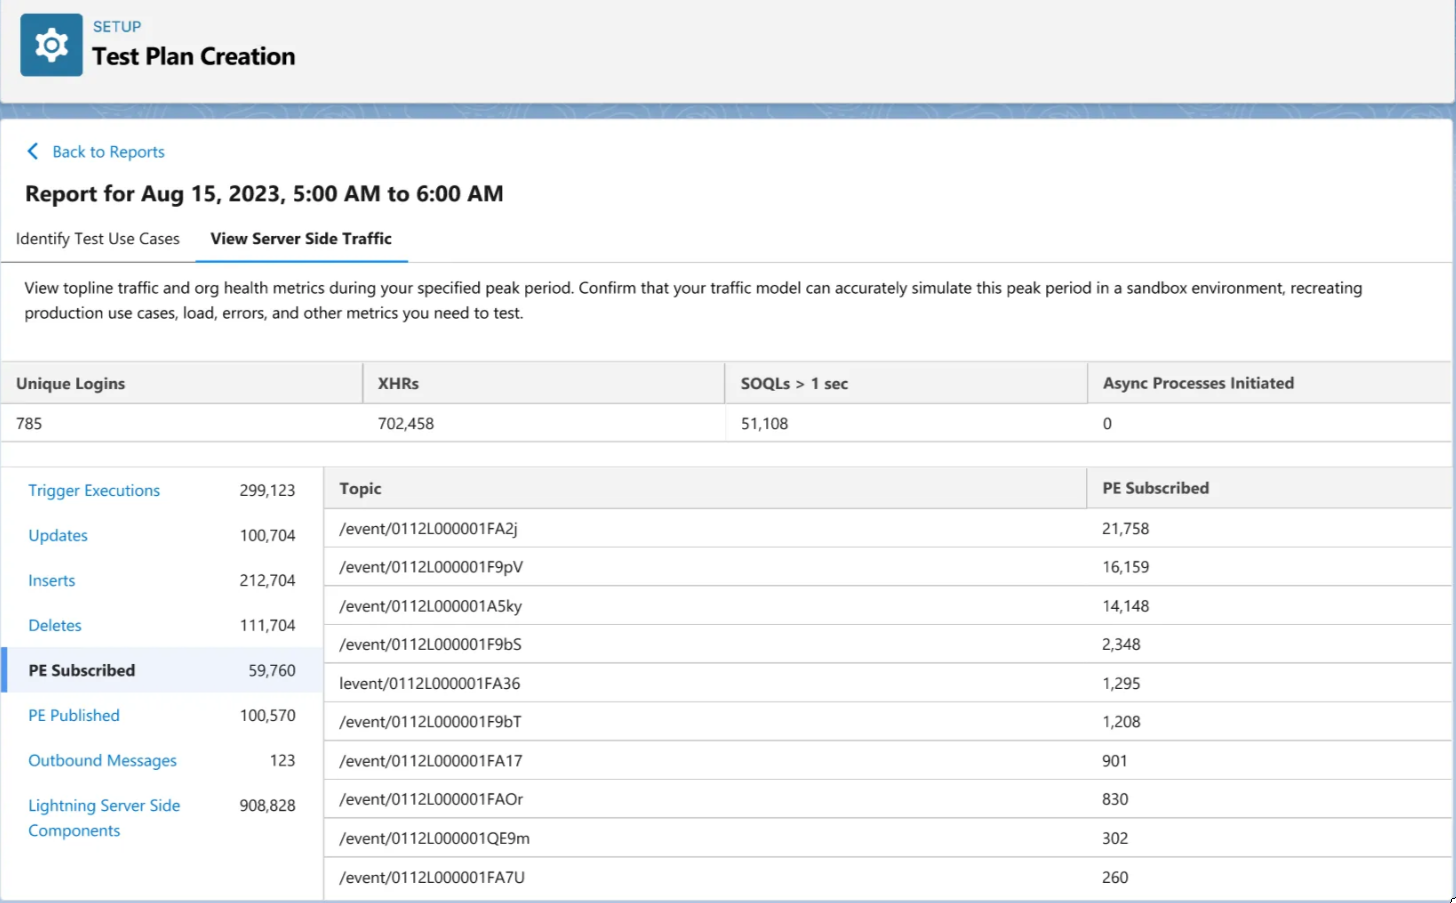 SETUP
Test Plan Creation
Back to Reports
Report for Aug 15, 2023, 5:00 AM to 6:00 AM
Identify Test Use Cases View Server Side Traffic
View topline traffic and org health metrics during your specified peak period. Confirm that your traffic model can accurately simulate this peak period in a sandbox environment, recreating
production use cases, load, errors, and other metrics you need to test.
Unique Logins XHRs SOQLs > 1 sec Async Processes Initiated
785 702,458 51,108 0
Trigger Executions 299,123
Updates 100,704
Inserts 212,704
Deletes 111,704
PE Subscribed 59,760
PE Published 100,570
Outbound Messages 123
Lightning Server Side 908,828
Components
Topic PE Subscribed
/event/0112L000001FA2j 21,758
/event/0112L000001F9pV 16,159
/event/0112L000001A5ky 14,148
/event/0112L000001F9bS 2,348
levent/0112L000001FA36 1,295
/event/0112L000001F9bT 1,208
/event/0112L000001FA17 901
/event/0112L000001FAOr 830
/event/0112L000001QE9m 302
/event/0112L000001FA7U 260